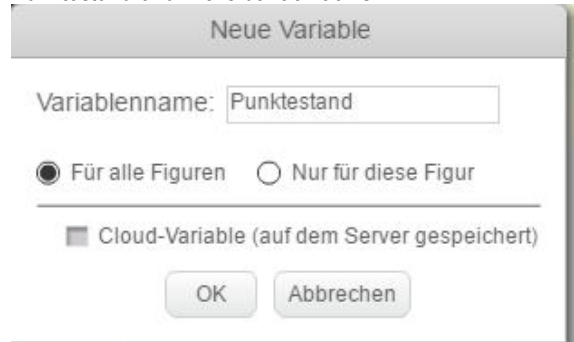 Neue Variable
Variablenname: Punktestand
Für alle Figuren Nur für diese Figur
Cloud-Variable (auf dem Server gespeichert)
OK Abbrechen